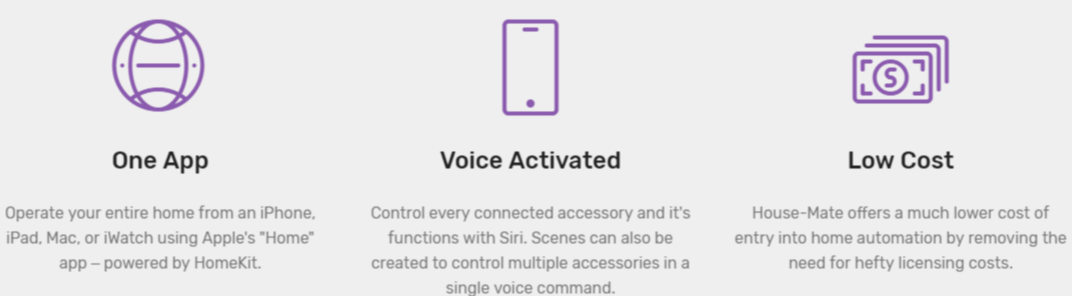 One App
Operate your entire home from an iPhone,
iPad, Mac, or iWatch using Apple's "Home"
app – powered by HomeKit.
Voice Activated
Control every connected accessory and it's
functions with Siri. Scenes can also be
created to control multiple accessories in a
single voice command.
Low Cost
House-Mate offers a much lower cost of
entry into home automation by removing the
need for hefty licensing costs.